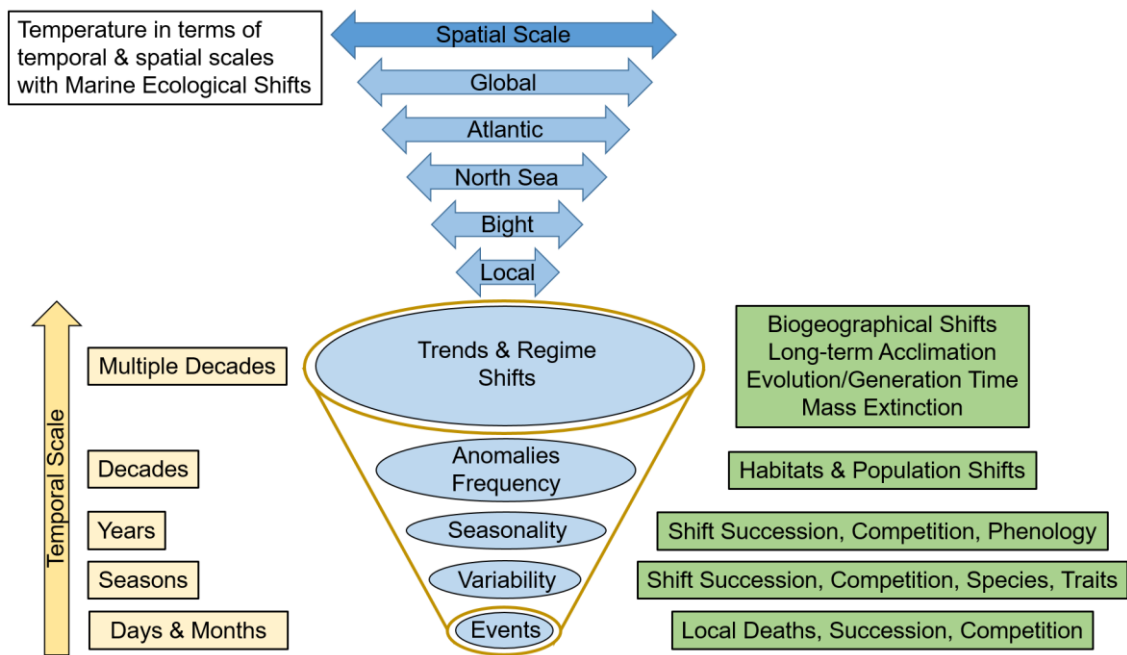 Temperature in terms of
temporal & spatial scales
with Marine Ecological Shifts
Spatial Scale
Global
Atlantic
North Sea
Bight
Local
Temporal Scale
Multiple Decades
Trends & Regime
Shifts
Biogeographical Shifts
Long-term Acclimation
Evolution/Generation Time
Mass Extinction
Decades
Anomalies
Frequency
Habitats & Population Shifts
Years
Seasonality
Shift Succession, Competition, Phenology
Seasons
Variability
Shift Succession, Competition, Species, Traits
Days & Months
Events
Local Deaths, Succession, Competition